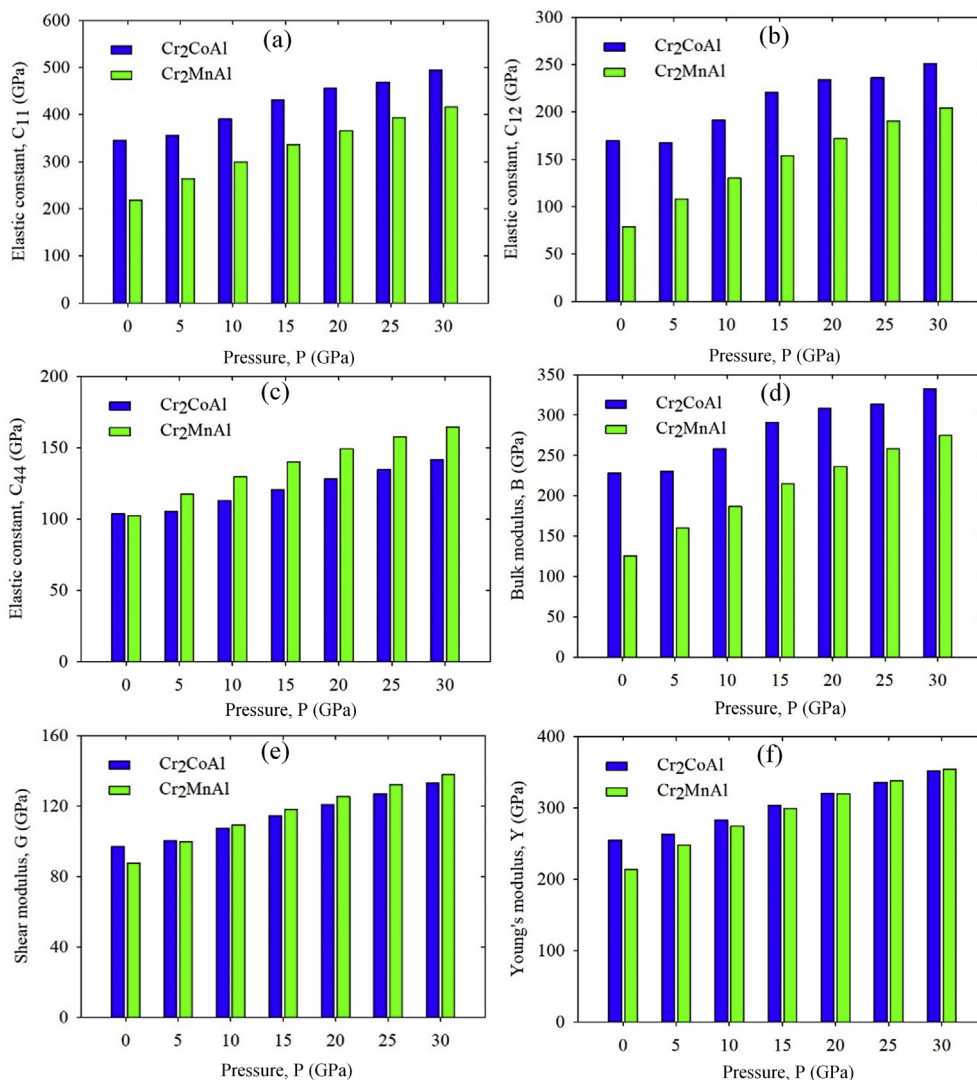 (a)
Cr2CoAl
Cr2MnAl
Elastic constant, C11 (GPa)
600
500
400
300
200
100
0
0 5 10 15 20 25 30
Pressure, P (GPa)
(b)
Cr2CoAl
Cr2MnAl
Elastic constant, C12 (GPa)
300
250
200
150
100
50
0
0 5 10 15 20 25 30
Pressure, P (GPa)
(c)
Cr2CoAl
Cr2MnAl
Elastic constant, C44 (GPa)
200
150
100
50
0
0 5 10 15 20 25 30
Pressure, P (GPa)
(d)
Cr2CoAl
Cr2MnAl
Bulk modulus, B (GPa)
350
300
250
200
150
100
50
0
0 5 10 15 20 25 30
Pressure, P (GPa)
(e)
Cr2CoAl
Cr2MnAl
Shear modulus, G (GPa)
160
120
80
40
0
0 5 10 15 20 25 30
Pressure, P (GPa)
(f)
Cr2CoAl
Cr2MnAl
Young's modulus, Y (GPa)
400
300
200
100
0
0 5 10 15 20 25 30
Pressure, P (GPa)